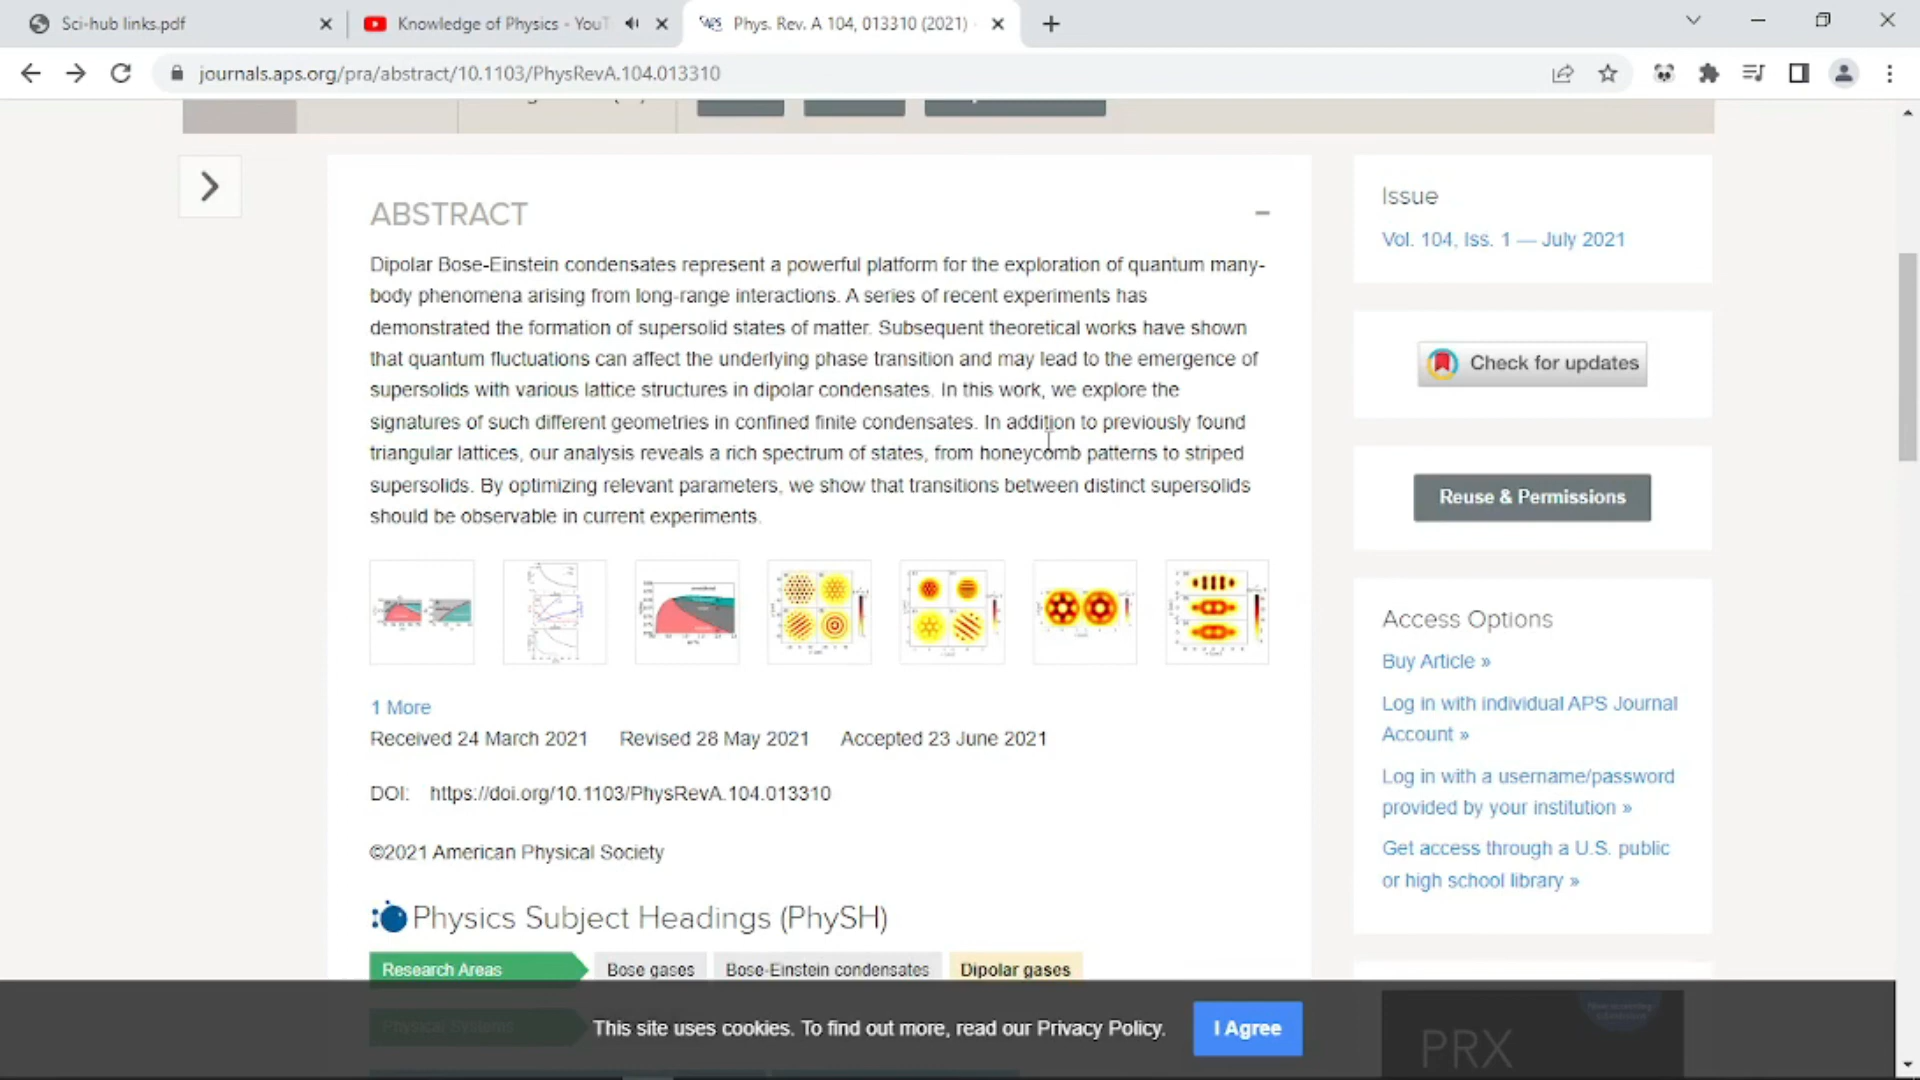 Sci-hub links.pdf
Knowledge of Physics - YouT
APS
Phys. Rev. A 104, 013310 (2021)
journals.aps.org/pra/abstract/10.1103/PhysRevA.104.013310
ABSTRACT
Dipolar Bose-Einstein condensates represent a powerful platform for the exploration of quantum many-
body phenomena arising from long-range interactions. A series of recent experiments has
demonstrated the formation of supersolid states of matter. Subsequent theoretical works have shown
that quantum fluctuations can affect the underlying phase transition and may lead to the emergence of
supersolids with various lattice structures in dipolar condensates. In this work, we explore the
signatures of such different geometries in confined finite condensates. In addition to previously found
triangular lattices, our analysis reveals a rich spectrum of states, from honeycomb patterns to striped
supersolids. By optimizing relevant parameters, we show that transitions between distinct supersolids
should be observable in current experiments.
1 More
Received 24 March 2021 Revised 28 May 2021 Accepted 23 June 2021
DOI: https://doi.org/10.1103/PhysRevA.104.013310
©2021 American Physical Society
Physics Subject Headings (PhySH)
Research Areas Bose gases Bose-Einstein condensates Dipolar gases
Physical Systems
Issue
Vol. 104, Iss. 1 — July 2021
Check for updates
Reuse & Permissions
Access Options
Buy Article »
Log in with individual APS Journal
Account »
Log in with a username/password
provided by your institution »
Get access through a U.S. public
or high school library »
This site uses cookies. To find out more, read our Privacy Policy.
I Agree
PRX